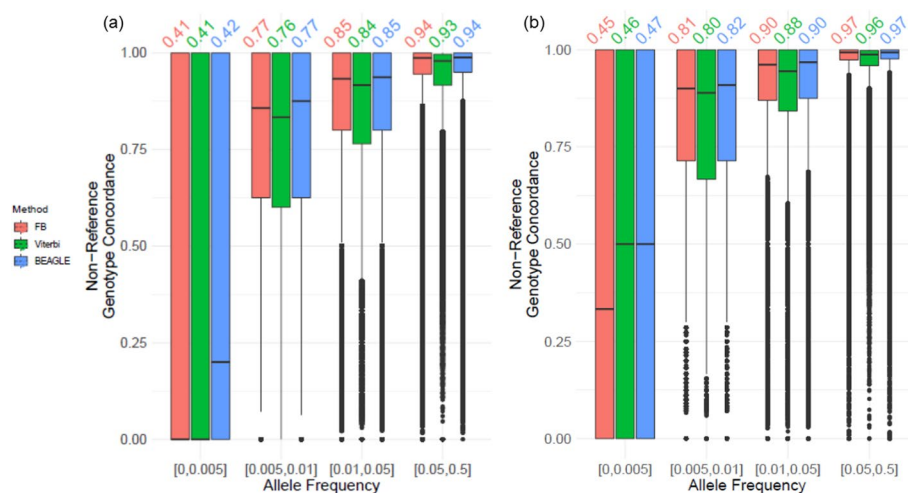 (a)
0.41 0.41 0.42 0.77 0.76 0.77 0.85 0.84 0.85 0.94 0.93 0.94
Method
FB
Viterbi
BEAGLE
Non-Reference
Genotype Concordance
1.00
0.75
0.50
0.25
0.00
[0,0.005] [0.005,0.01] [0.01,0.05] [0.05,0.5]
Allele Frequency
(b)
0.45 0.46 0.47 0.81 0.80 0.82 0.90 0.88 0.90 0.97 0.96 0.97
Non-Reference
Genotype Concordance
1.00
0.75
0.50
0.25
0.00
[0,0.005] [0.005,0.01] [0.01,0.05] [0.05,0.5]
Allele Frequency